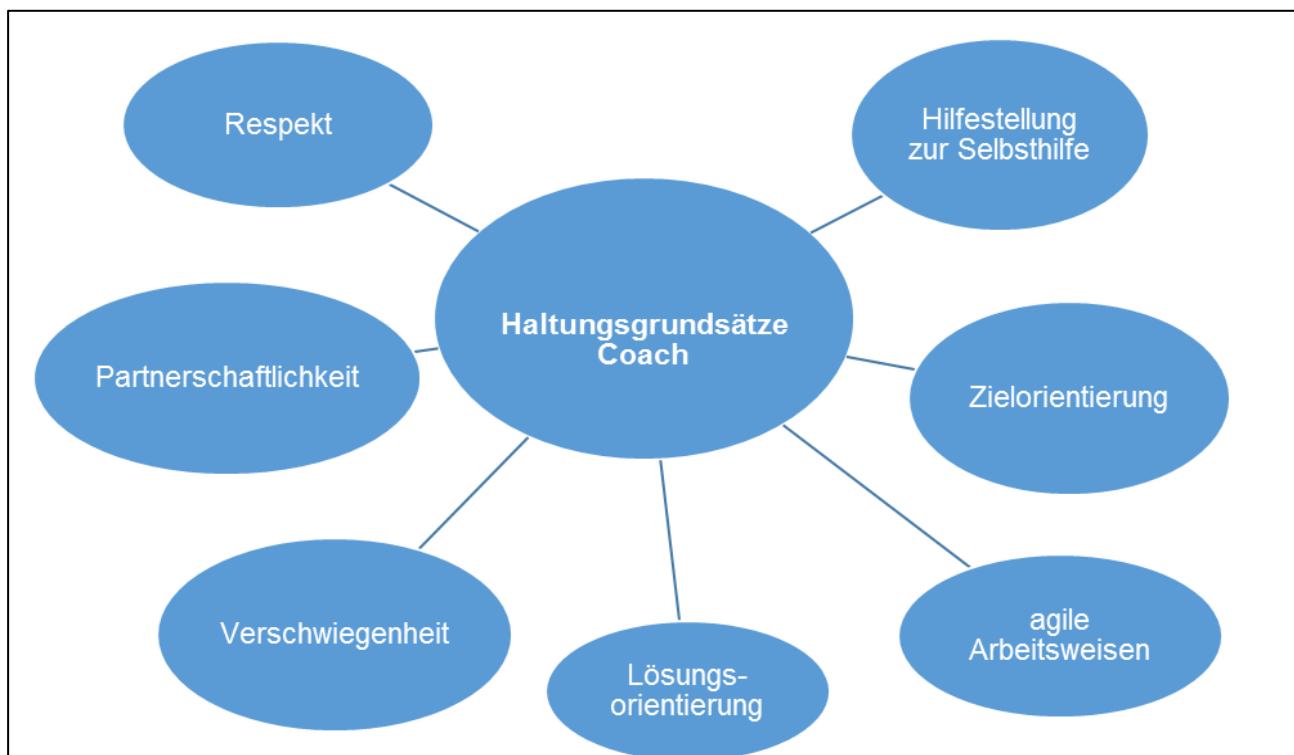 Respekt
Hilfestellung
zur Selbsthilfe
Haltungsgrundsätze
Coach
Partnerschaftlichkeit
Zielorientierung
Verschwiegenheit
Lösungs-
orientierung
agile
Arbeitsweisen